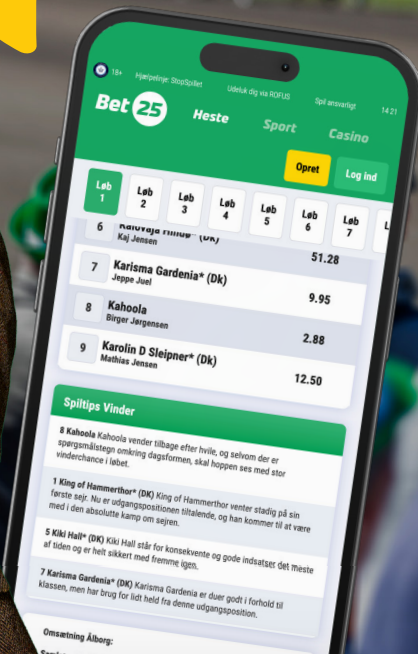 18+ Hjælpelinje: StopSpillet Udeluk dig via ROFUS Spil ansvarligt 14 21
Bet 25 Heste Sport Casino
Opret Log ind
Løb 1 Løb 2 Løb 3 Løb 4 Løb 5 Løb 6 Løb 7
6 (DK) 51.28
Kaj Jensen
7 Karisma Gardenia* (Dk) 9.95
Jeppe Juel
8 Kahoola 2.88
Birger Jørgensen
9 Karolin D Sleipner* (Dk) 12.50
Mathias Jensen
Spiltips Vinder
8 Kahoola Kahoola vender tilbage efter hvile, og selvom der er
spørgsmålstegn omkring dagsformen, skal hoppen ses med stor
vinderchance i løbet.
1 King of Hammerthor* (DK) King of Hammerthor venter stadig på sin
første sejr. Nu er udgangspositionen tiltalende, og han kommer til at være
med i den absolutte kamp om sejren.
5 Kiki Hall* (DK) Kiki Hall står for konsekvente og gode indsatser det meste
af tiden og er helt sikkert med fremme igen.
7 Karisma Gardenia* (DK) Karisma Gardenia er duer godt i forhold til
klassen, men har brug for lidt held fra denne udgangsposition.
Omsætning Ålborg: